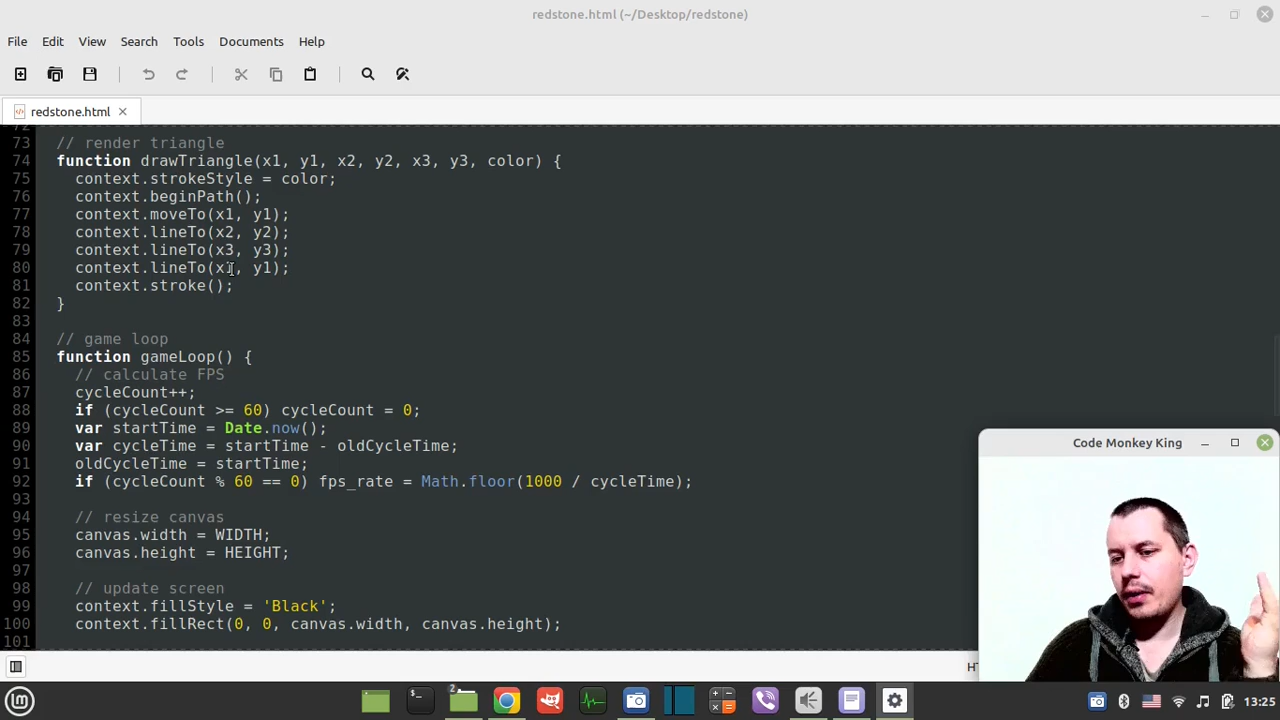 redstone.html (~/Desktop/redstone)
File Edit View Search Tools Documents Help
redstone.html
72
73 // render triangle
74 function drawTriangle(x1, y1, x2, y2, x3, y3, color) {
75 context.strokeStyle = color;
76 context.beginPath();
77 context.moveTo(x1, y1);
78 context.lineTo(x2, y2);
79 context.lineTo(x3, y3);
80 context.lineTo(x1, y1);
81 context.stroke();
82 }
83
84 // game loop
85 function gameLoop() {
86 // calculate FPS
87 cycleCount++;
88 if (cycleCount >= 60) cycleCount = 0;
89 var startTime = Date.now();
90 var cycleTime = startTime - oldCycleTime;
91 oldCycleTime = startTime;
92 if (cycleCount % 60 == 0) fps_rate = Math.floor(1000 / cycleTime);
93
94 // resize canvas
95 canvas.width = WIDTH;
96 canvas.height = HEIGHT;
97
98 // update screen
99 context.fillStyle = 'Black';
100 context.fillRect(0, 0, canvas.width, canvas.height);
101
Code Monkey King
2
13:25